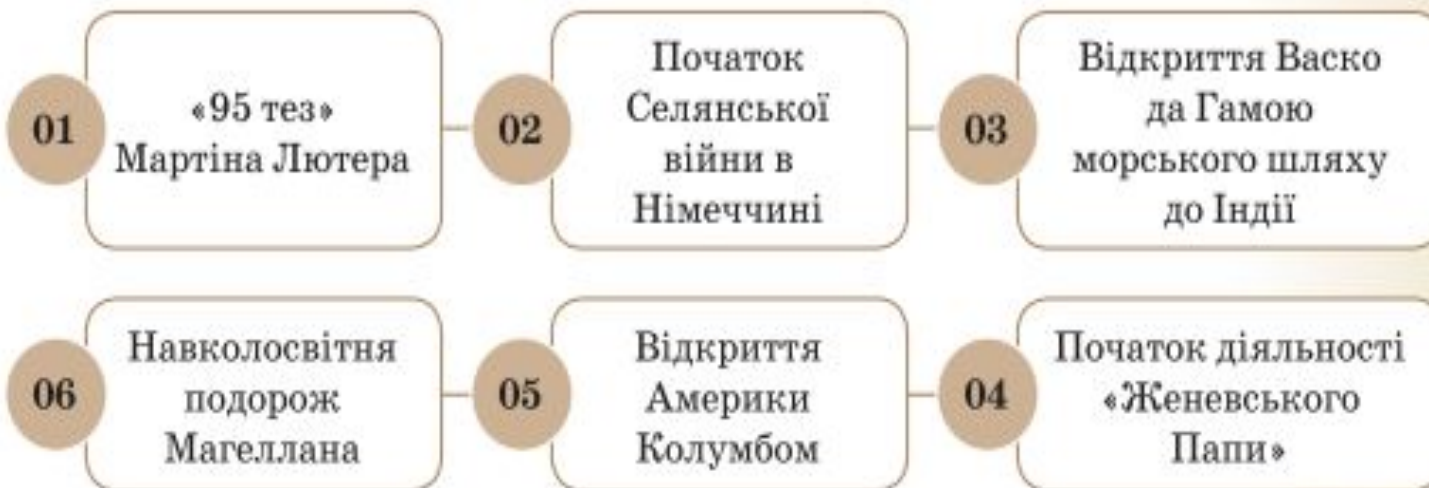 01
«95 тез»
Мартіна Лютера
02
Початок
Селянської
війни в
Німеччині
03
Відкриття Васко
да Гамою
морського шляху
до Індії
06
Навколосвітня
подорож
Магеллана
05
Відкриття
Америки
Колумбом
04
Початок діяльності
«Женевського
Папи»